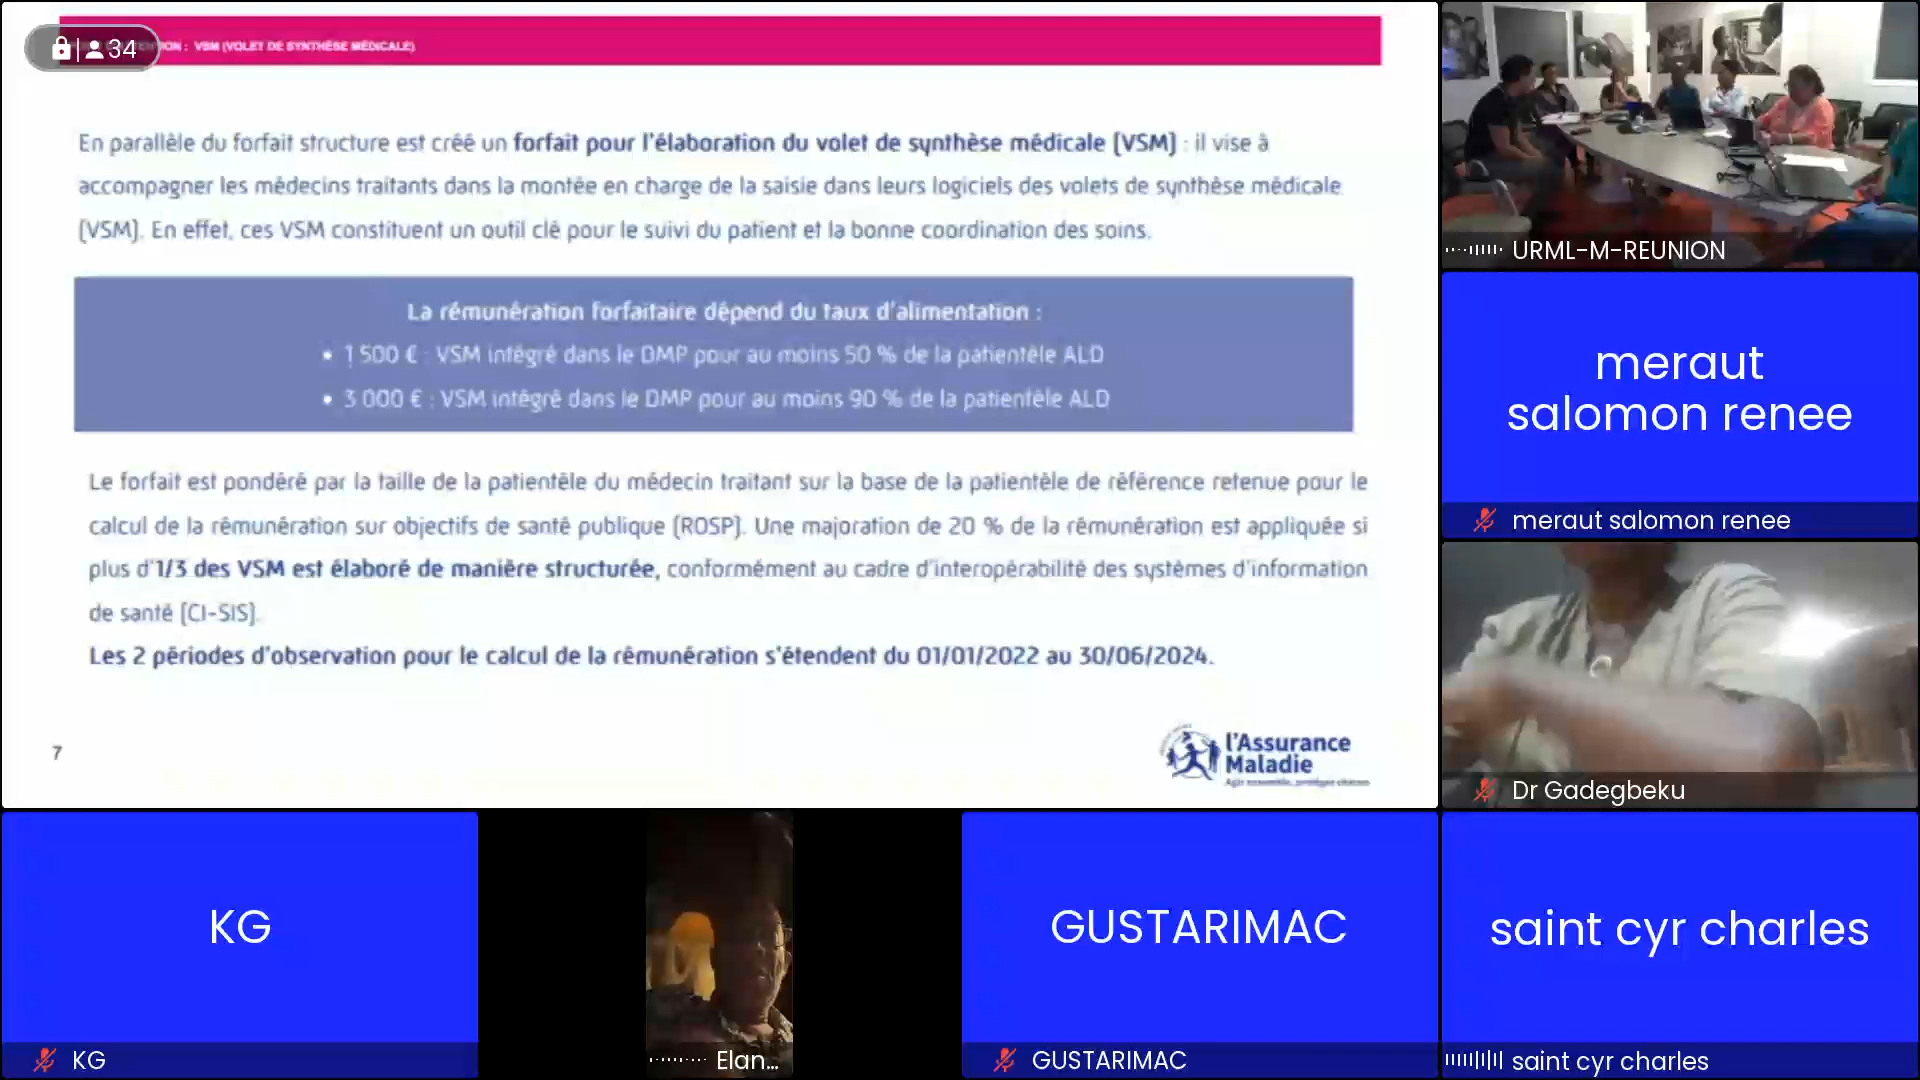 34
ION : VSM (VOLET DE SYNTHÈSE MÉDICALE)
En parallèle du forfait structure est créé un forfait pour l'élaboration du volet de synthèse médicale (VSM) : il vise à
accompagner les médecins traitants dans la montée en charge de la saisie dans leurs logiciels des volets de synthèse médicale
(VSM). En effet, ces VSM constituent un outil clé pour le suivi du patient et la bonne coordination des soins.
La rémunération forfaitaire dépend du taux d'alimentation :
• 1 500 € : VSM intégré dans le DMP pour au moins 50 % de la patientèle ALD
• 3 000 € : VSM intégré dans le DMP pour au moins 90 % de la patientèle ALD
Le forfait est pondéré par la taille de la patientèle du médecin traitant sur la base de la patientèle de référence retenue pour le
calcul de la rémunération sur objectifs de santé publique (ROSP). Une majoration de 20 % de la rémunération est appliquée si
plus d'1/3 des VSM est élaboré de manière structurée, conformément au cadre d'interopérabilité des systèmes d'information
de santé (CI-SIS).
Les 2 périodes d'observation pour le calcul de la rémunération s'étendent du 01/01/2022 au 30/06/2024.
7
l'Assurance
Maladie
URML-M-REUNION
meraut
salomon renee
meraut salomon renee
Dr Gadegbeku
KG
KG
Elan...
GUSTARIMAC
GUSTARIMAC
saint cyr charles
saint cyr charles